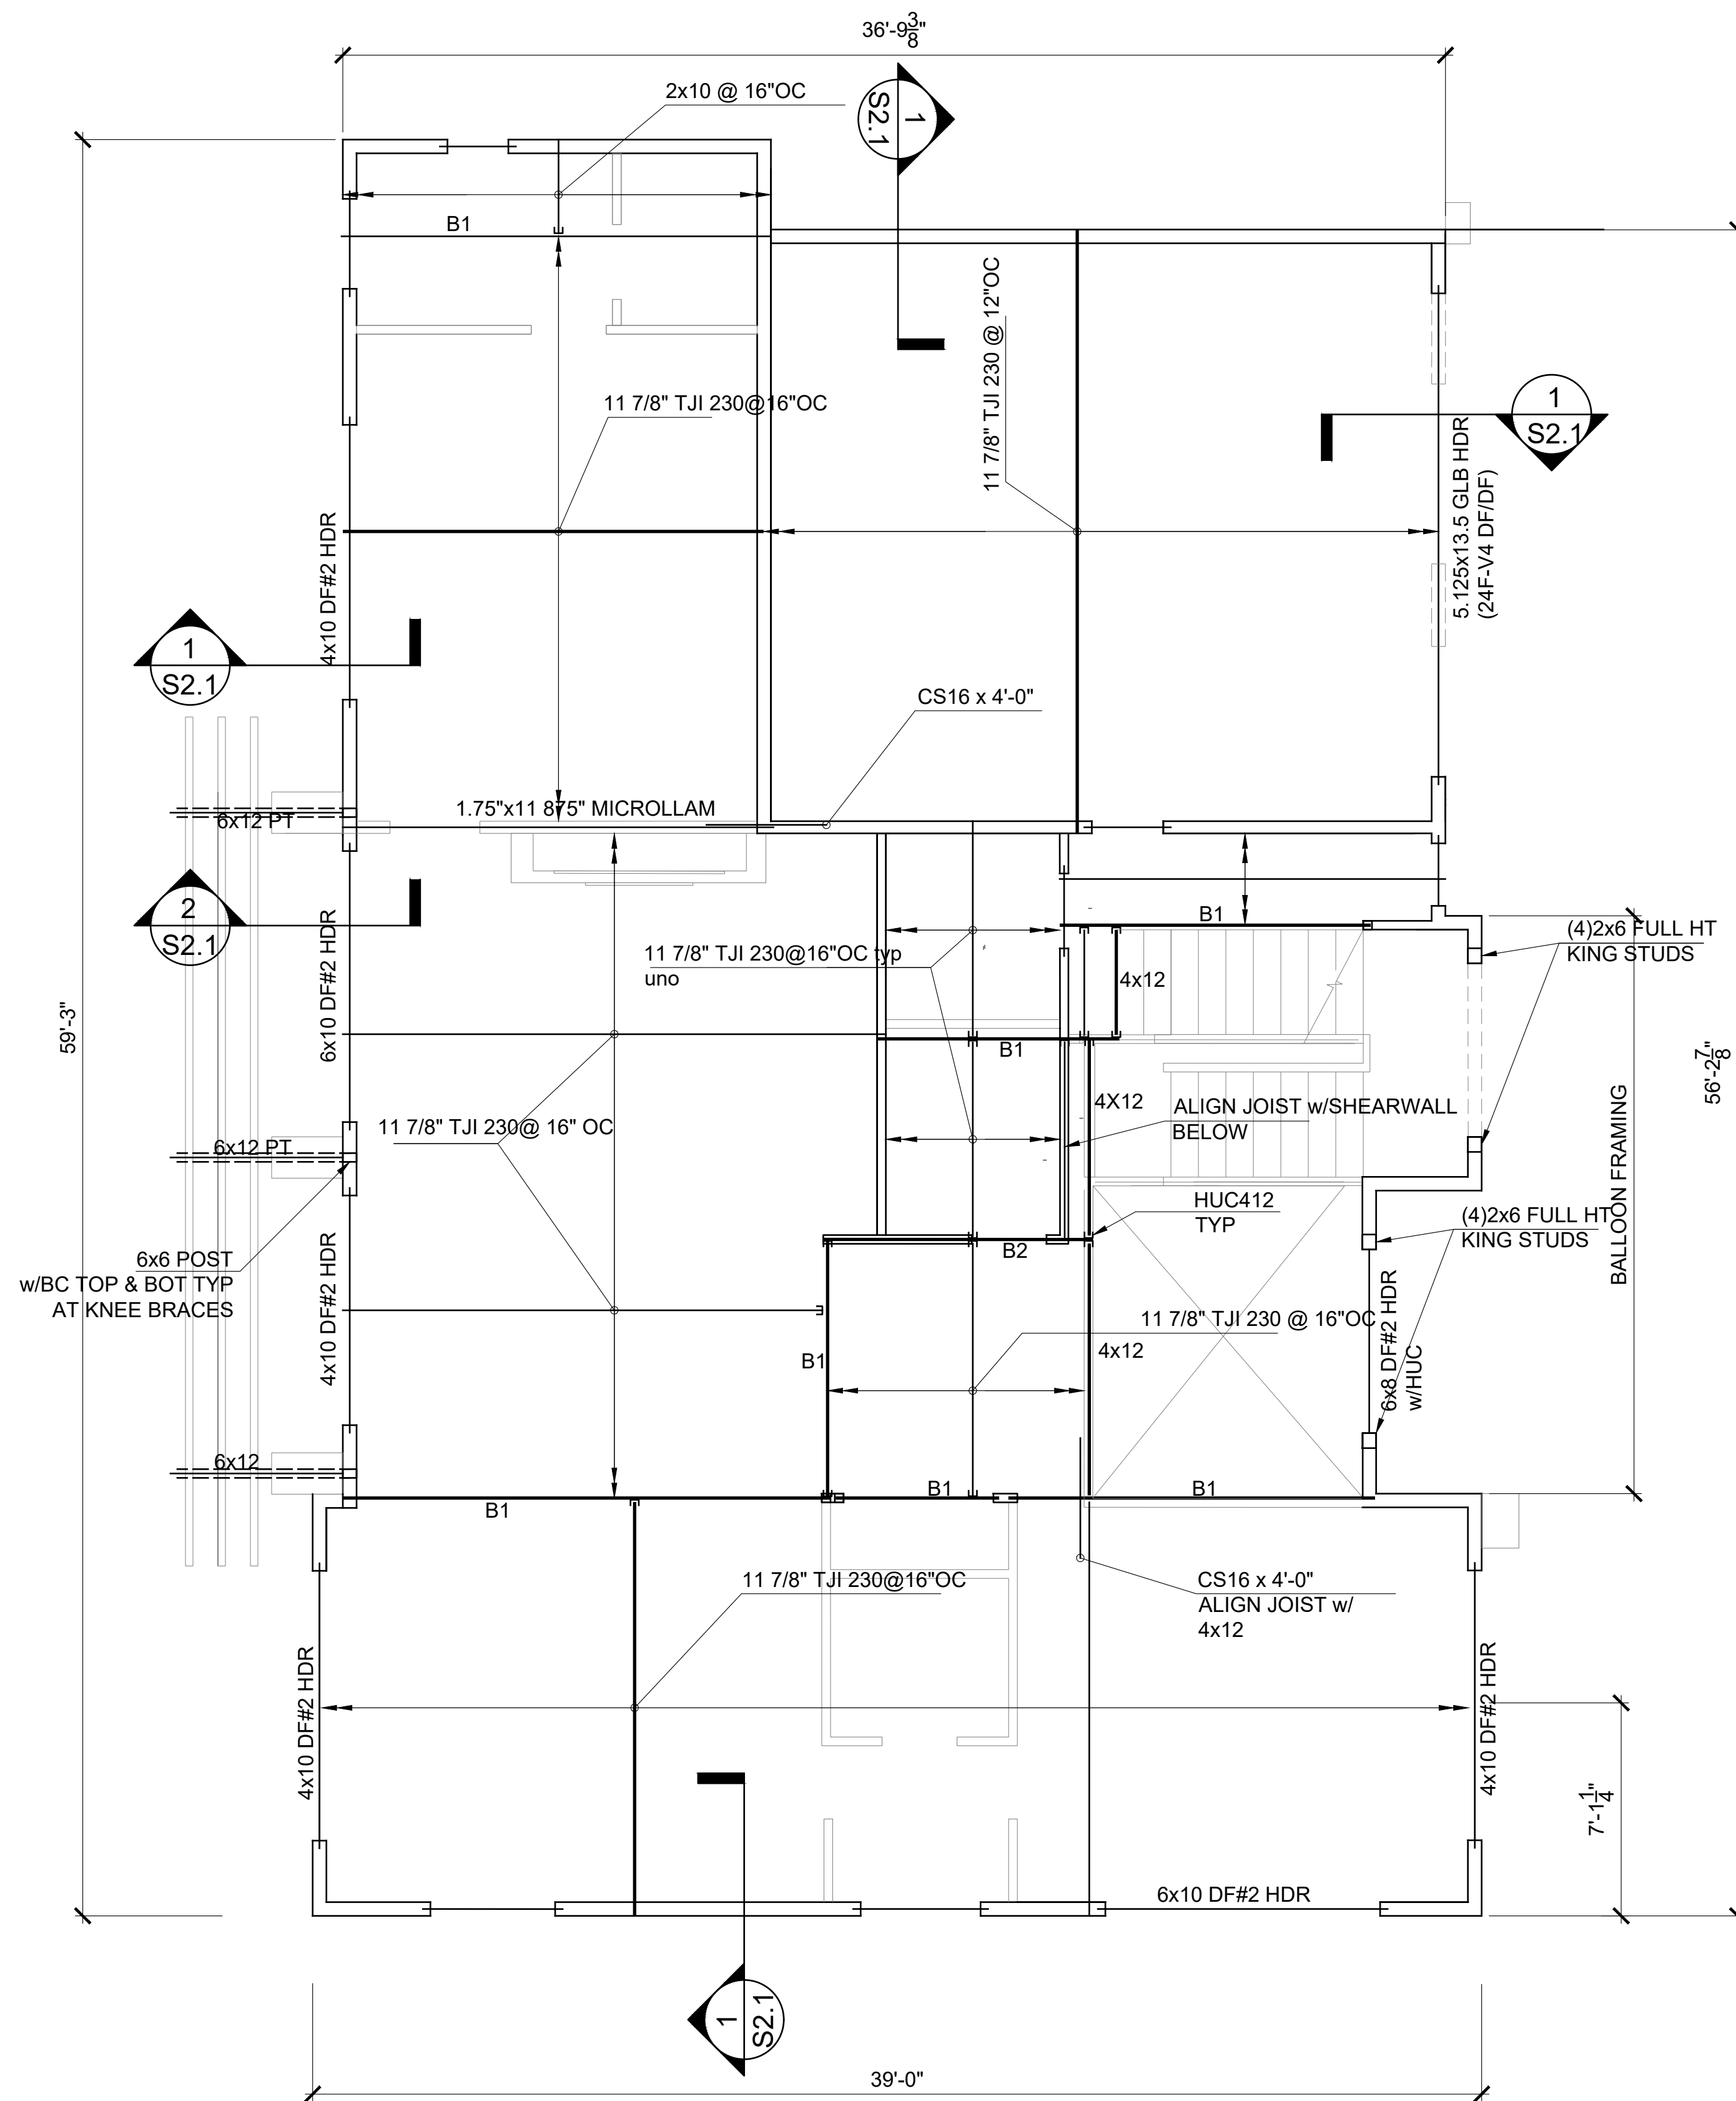 36'-9 3/8"
2x10 @ 16"OC
1
S2.1
B1
11 7/8" TJI 230 @ 12"OC
11 7/8" TJI 230@16"OC
1
S2.1
5.125x13.5 GLB HDR
(24F-V4 DF/DF)
4x10 DF#2 HDR
1
S2.1
CS16 x 4'-0"
1.75"x11 875" MICROLLAM
6x12 PT
2
S2.1
6x10 DF#2 HDR
11 7/8" TJI 230@16"OC typ
uno
B1
4x12
(4)2x6 FULL HT
KING STUDS
59'-3"
B1
56'-2 7/8"
4X12
ALIGN JOIST w/SHEARWALL
BELOW
BALLOON FRAMING
11 7/8" TJI 230@ 16" OC
6x12 PT
HUC412
TYP
(4)2x6 FULL HT
KING STUDS
6x6 POST
w/BC TOP & BOT TYP
AT KNEE BRACES
4x10 DF#2 HDR
B2
11 7/8" TJI 230 @ 16"OC
B1
4x12
6x8 DF#2 HDR
w/HUC
6x12
B1
B1
B1
11 7/8" TJI 230@16"OC
CS16 x 4'-0"
ALIGN JOIST w/
4x12
4x10 DF#2 HDR
4x10 DF#2 HDR
7'-1 1/4"
6x10 DF#2 HDR
1
S2.1
39'-0"